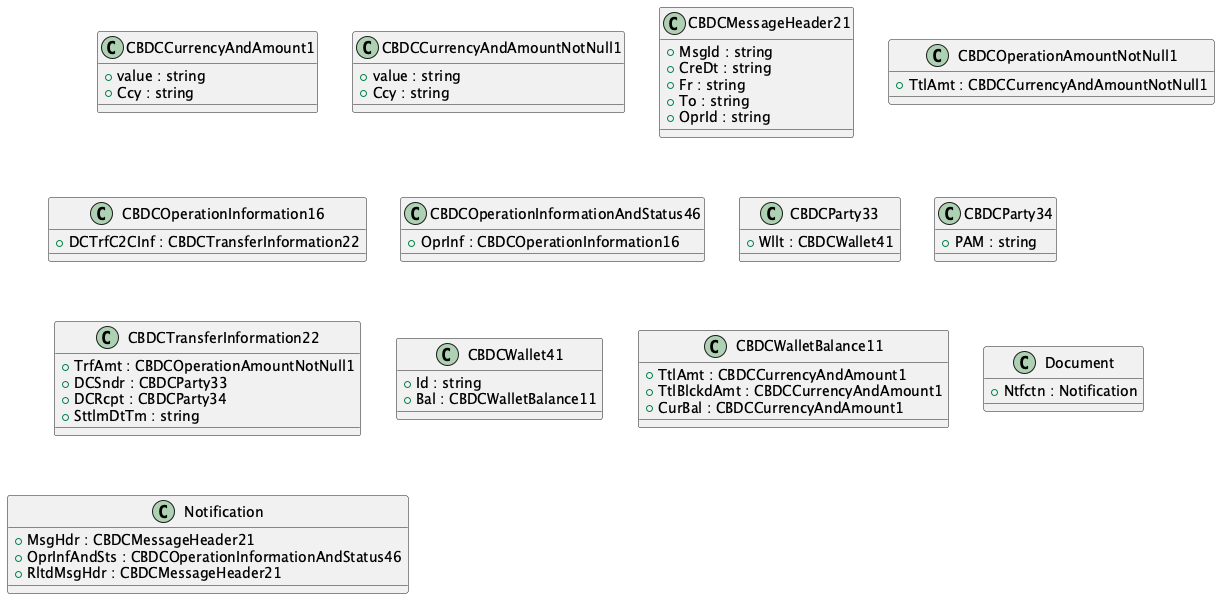 CBDCCurrencyAndAmount1
value : string
Ccy : string
CBDCCurrencyAndAmountNotNull1
value : string
Ccy : string
CBDCMessageHeader21
MsgId : string
CreDt : string
Fr : string
To : string
OprId : string
CBDCOperationAmountNotNull1
TtlAmt : CBDCCurrencyAndAmountNotNull1
CBDCOperationInformation16
DCTrfC2CInf : CBDCTransferInformation22
CBDCOperationInformationAndStatus46
OprInf : CBDCOperationInformation16
CBDCParty33
Wllt : CBDCWallet41
CBDCParty34
PAM : string
CBDCTransferInformation22
TrfAmt : CBDCOperationAmountNotNull1
DCSndr : CBDCParty33
DCRcpt : CBDCParty34
SttlmDtTm : string
CBDCWallet41
Id : string
Bal : CBDCWalletBalance11
CBDCWalletBalance11
TtlAmt : CBDCCurrencyAndAmount1
TtlBlckdAmt : CBDCCurrencyAndAmount1
CurBal : CBDCCurrencyAndAmount1
Document
Ntfctn : Notification
Notification
MsgHdr : CBDCMessageHeader21
OprInfAndSts : CBDCOperationInformationAndStatus46
RltdMsgHdr : CBDCMessageHeader21